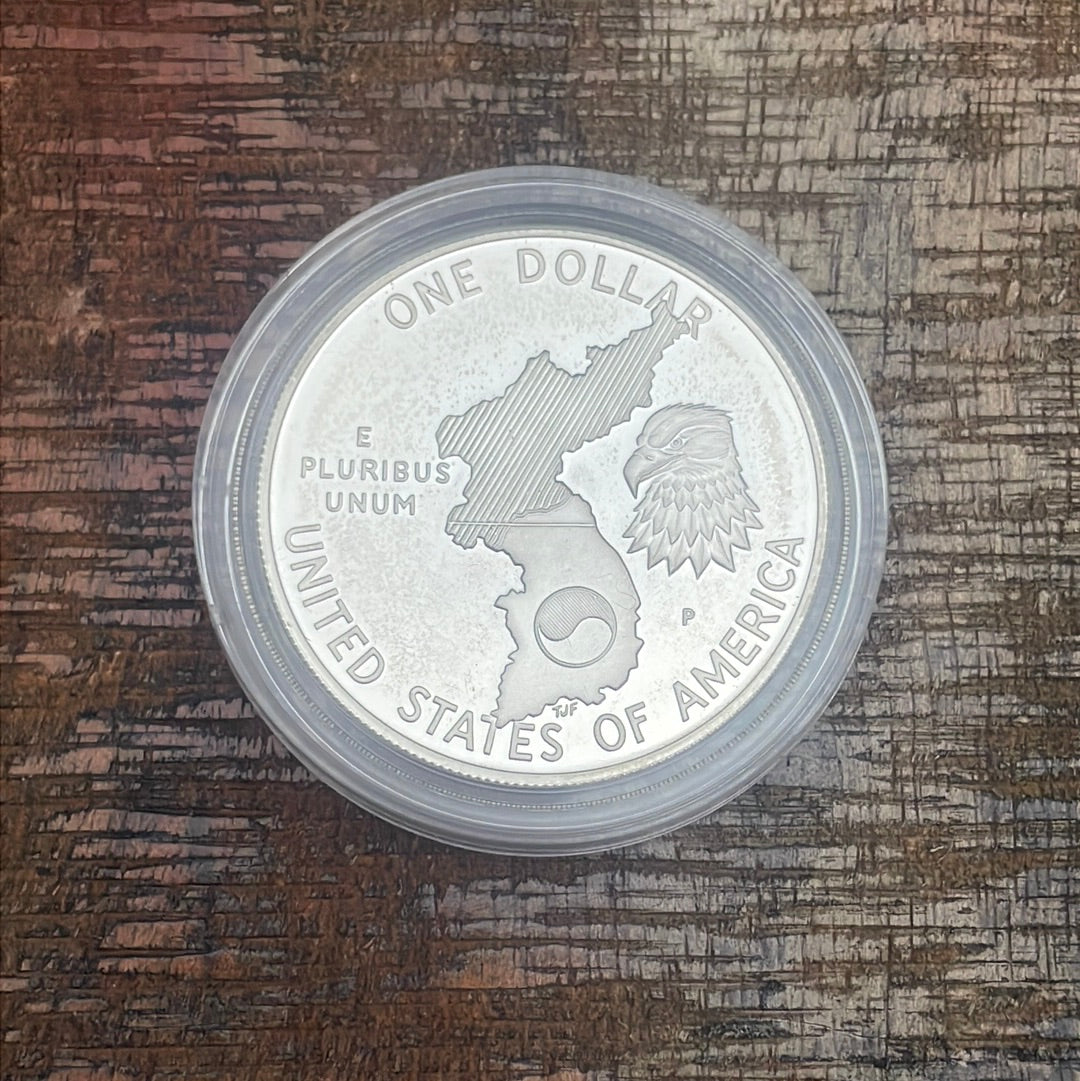 ONE DOLLAR
E
PLURIBUS
UNUM
P
TJF
UNITED STATES OF AMERICA